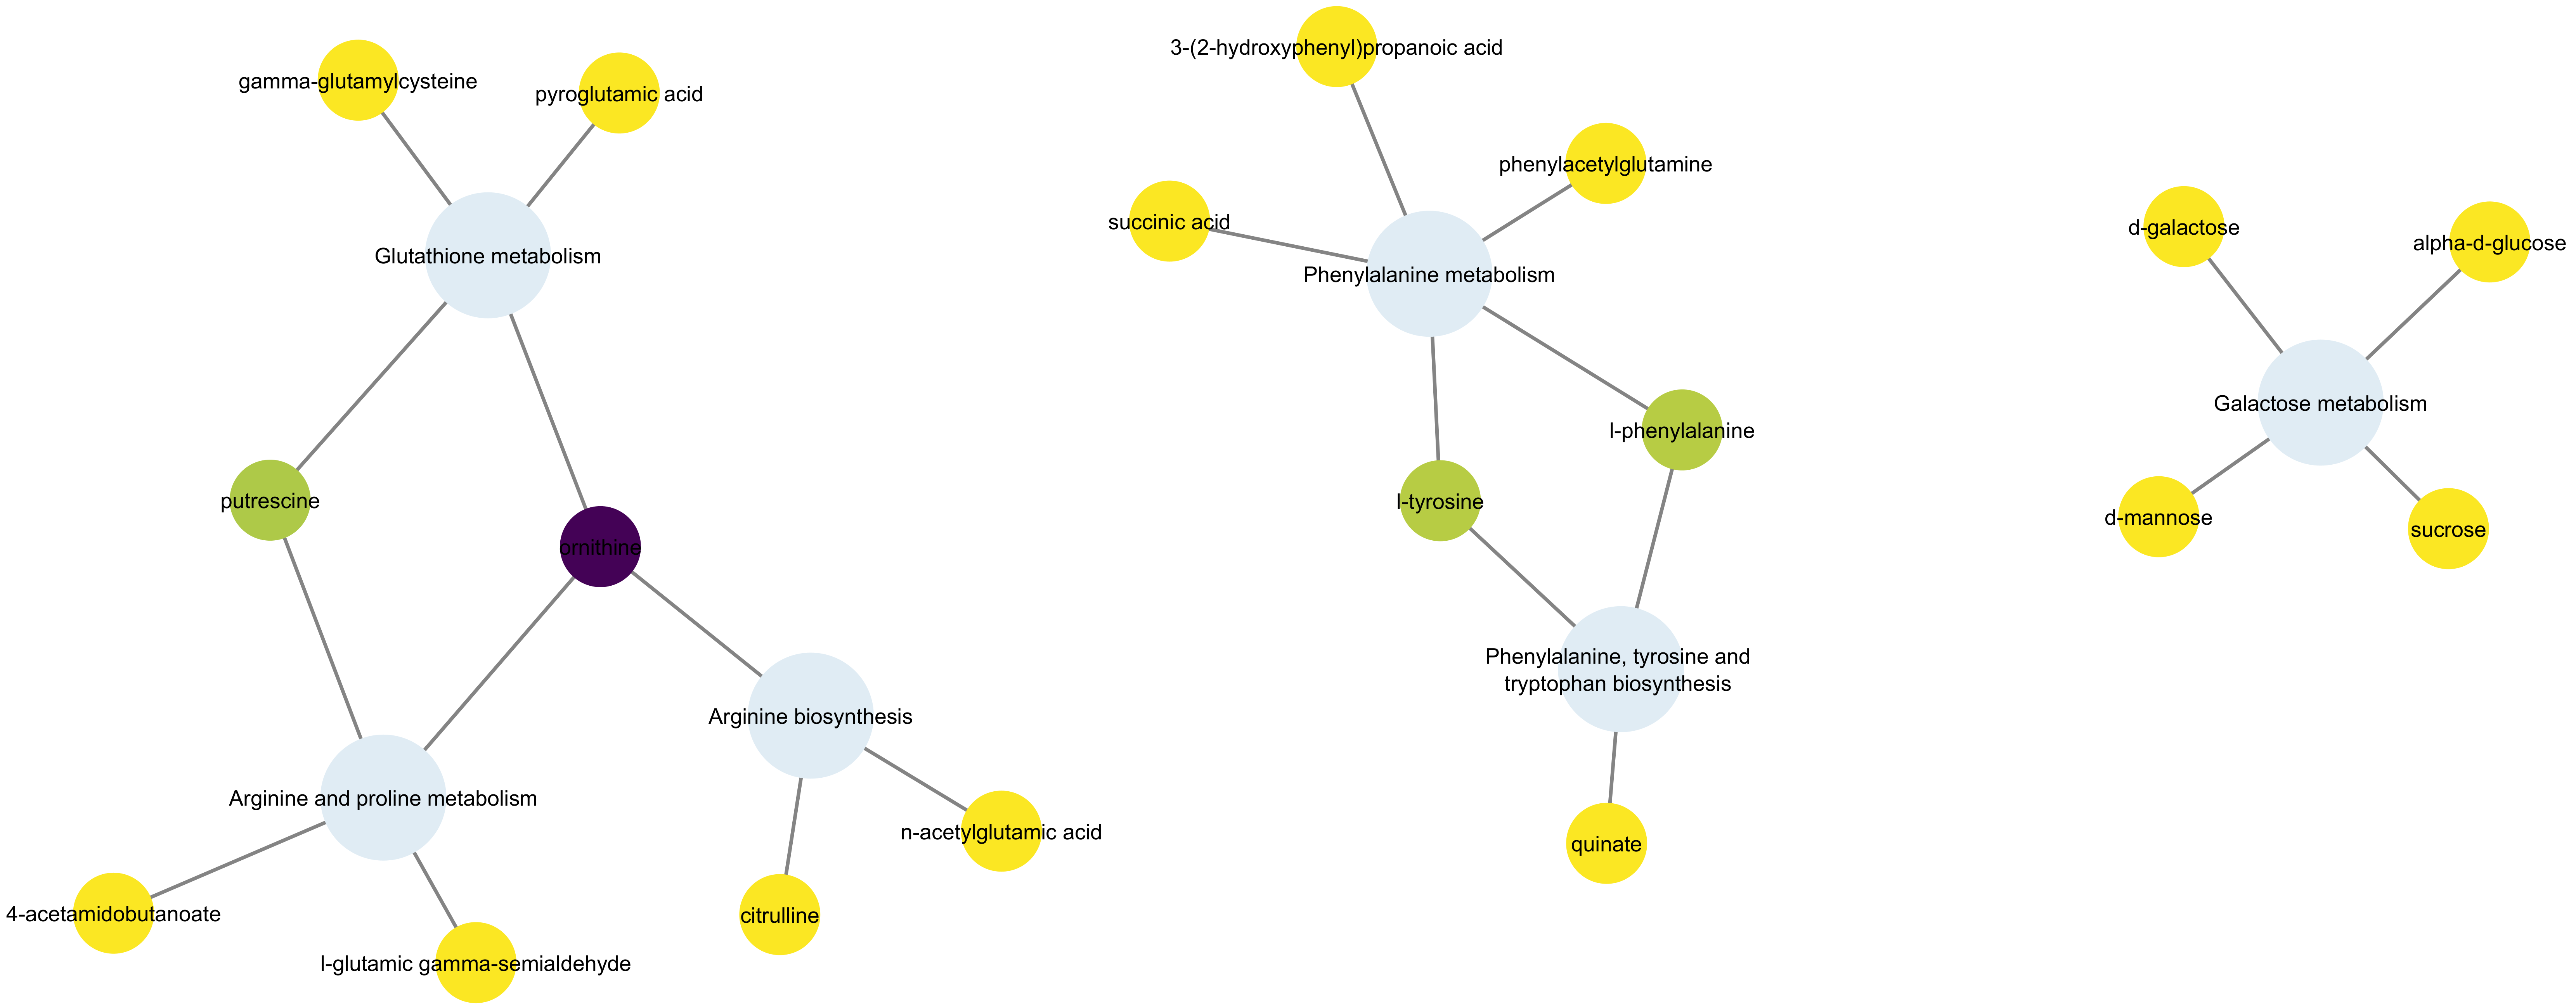 gamma-glutamylcysteine
pyroglutamic acid
Glutathione metabolism
putrescine
ornithine
Arginine biosynthesis
Arginine and proline metabolism
n-acetylglutamic acid
citrulline
4-acetamidobutanoate
l-glutamic gamma-semialdehyde
3-(2-hydroxyphenyl)propanoic acid
phenylacetylglutamine
succinic acid
Phenylalanine metabolism
l-phenylalanine
l-tyrosine
Phenylalanine, tyrosine and
tryptophan biosynthesis
quinate
d-galactose
alpha-d-glucose
Galactose metabolism
d-mannose
sucrose